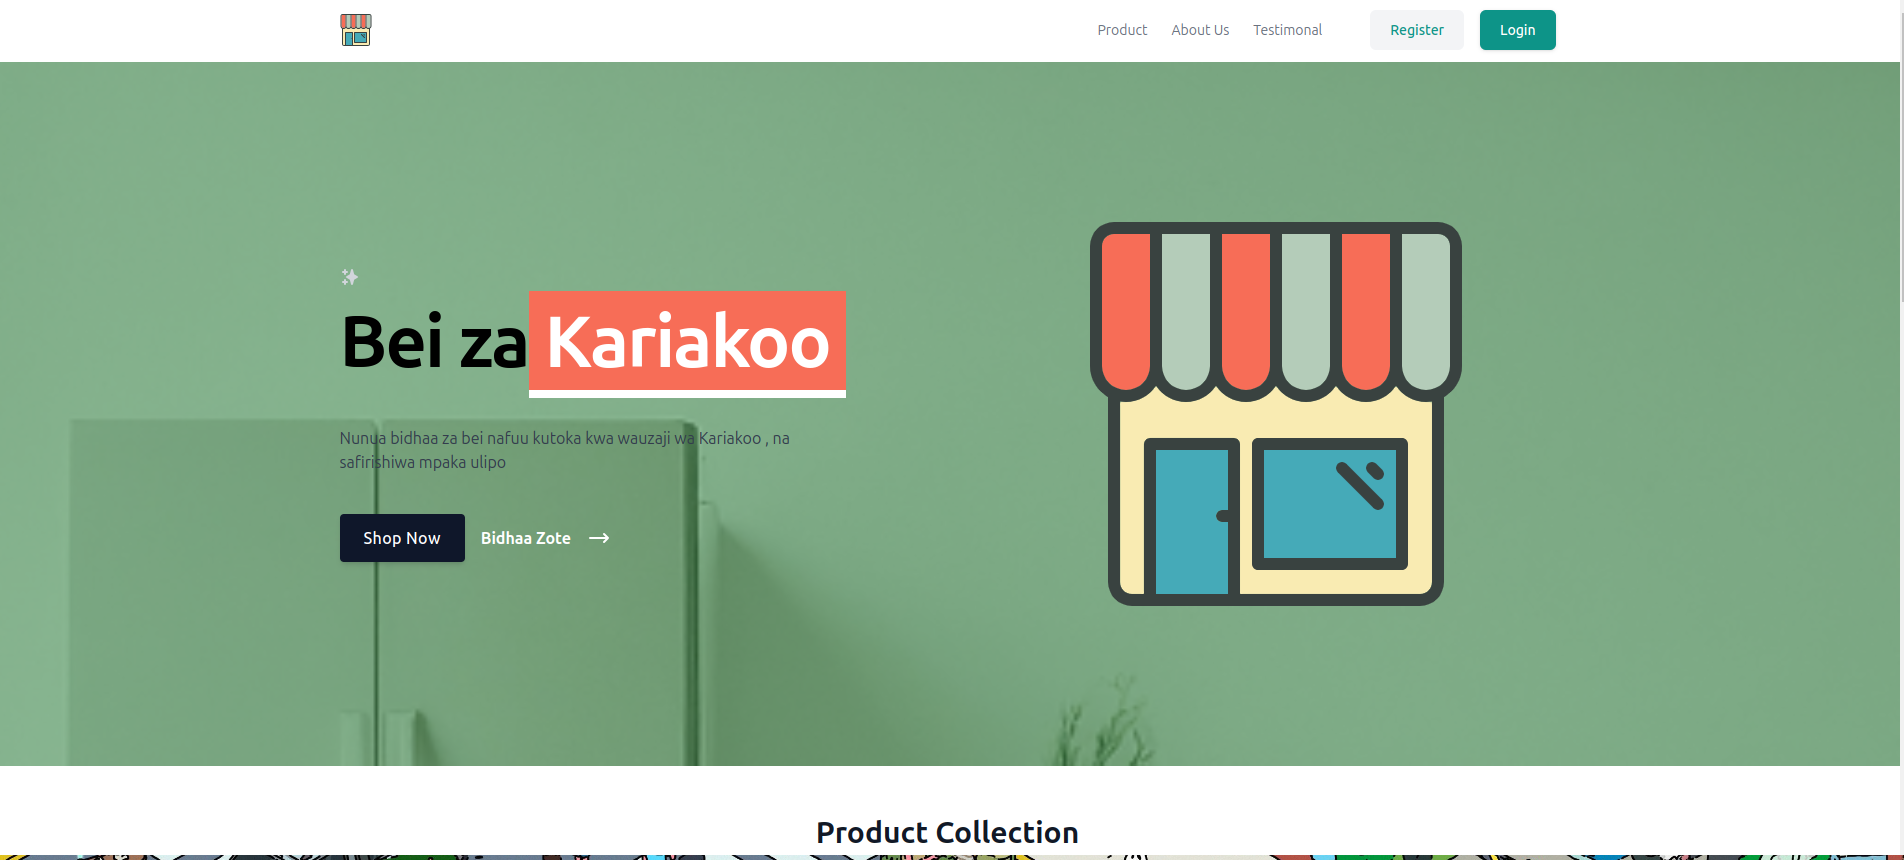 Product About Us Testimonal Register Login
Bei za Kariakoo
Nunua bidhaa za bei nafuu kutoka kwa wauzaji wa Kariakoo , na
safirishiwa mpaka ulipo
Shop Now Bidhaa Zote
Product Collection